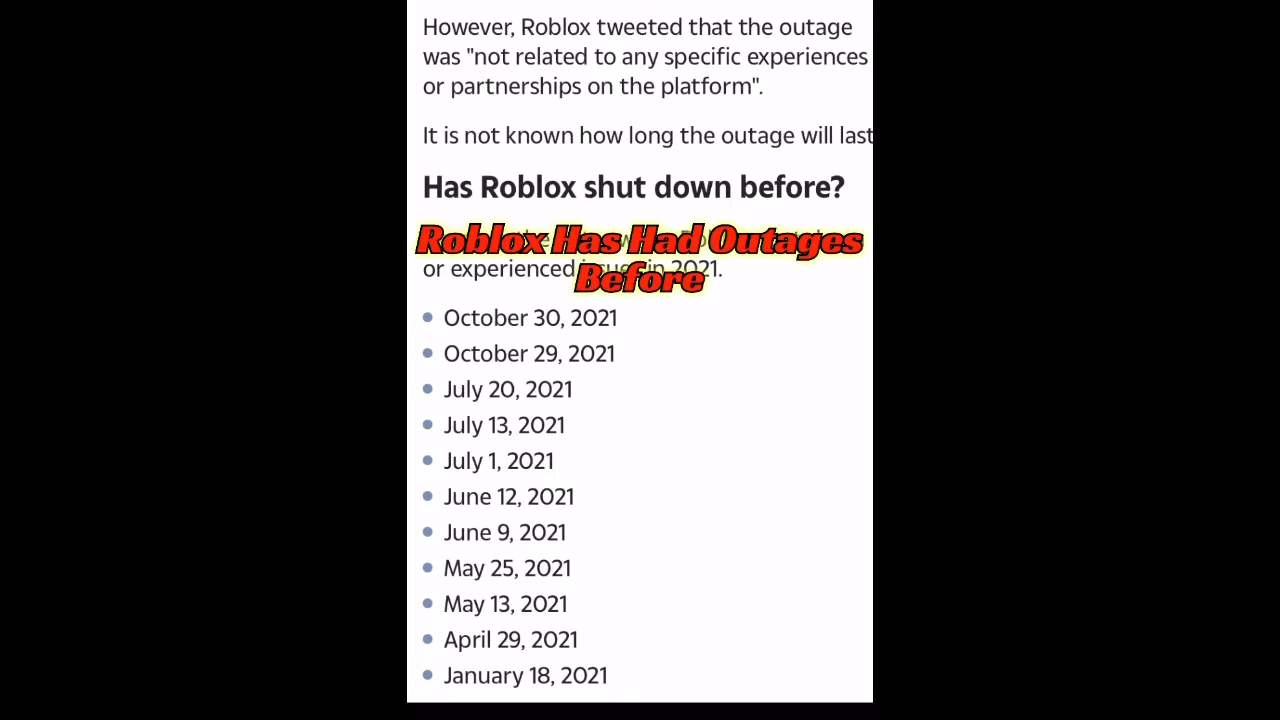 However, Roblox tweeted that the outage
was "not related to any specific experiences
or partnerships on the platform".
It is not known how long the outage will last
Has Roblox shut down before?
Roblox Has Had Outages
Before
or experienced issues in 2021.
October 30, 2021
October 29, 2021
July 20, 2021
July 13, 2021
July 1, 2021
June 12, 2021
June 9, 2021
May 25, 2021
May 13, 2021
April 29, 2021
January 18, 2021